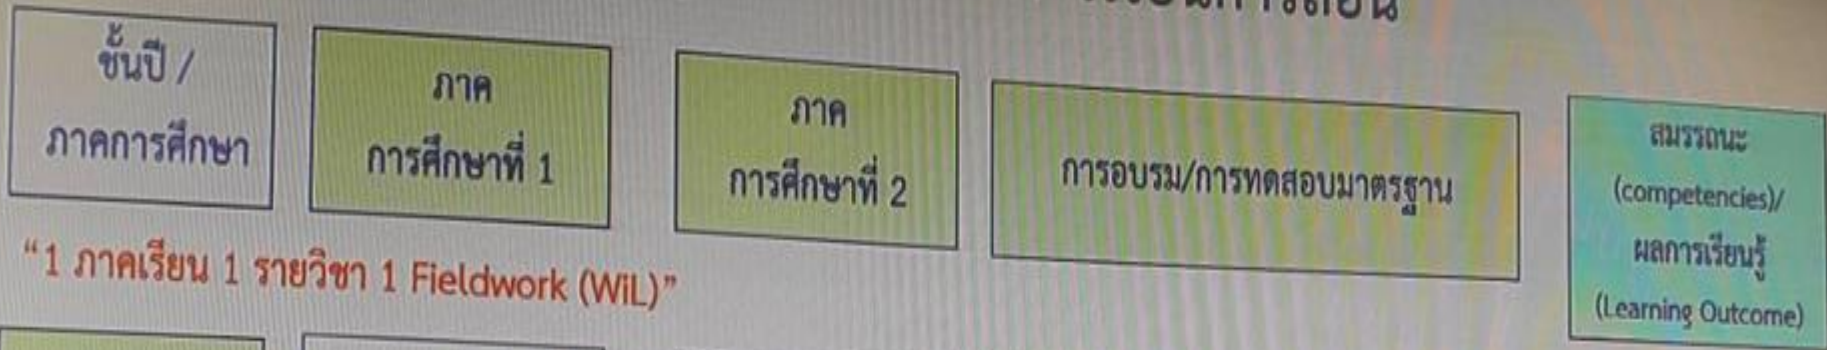 ชั้นปี /
ภาคการศึกษา
ภาค
การศึกษาที่ 1
ภาค
การศึกษาที่ 2
การอบรม/การทดสอบมาตรฐาน
สมรรถนะ
(competencies)/
ผลการเรียนรู้
(Learning Outcome)
“1 ภาคเรียน 1 รายวิชา 1 Fieldwork (WiL)”